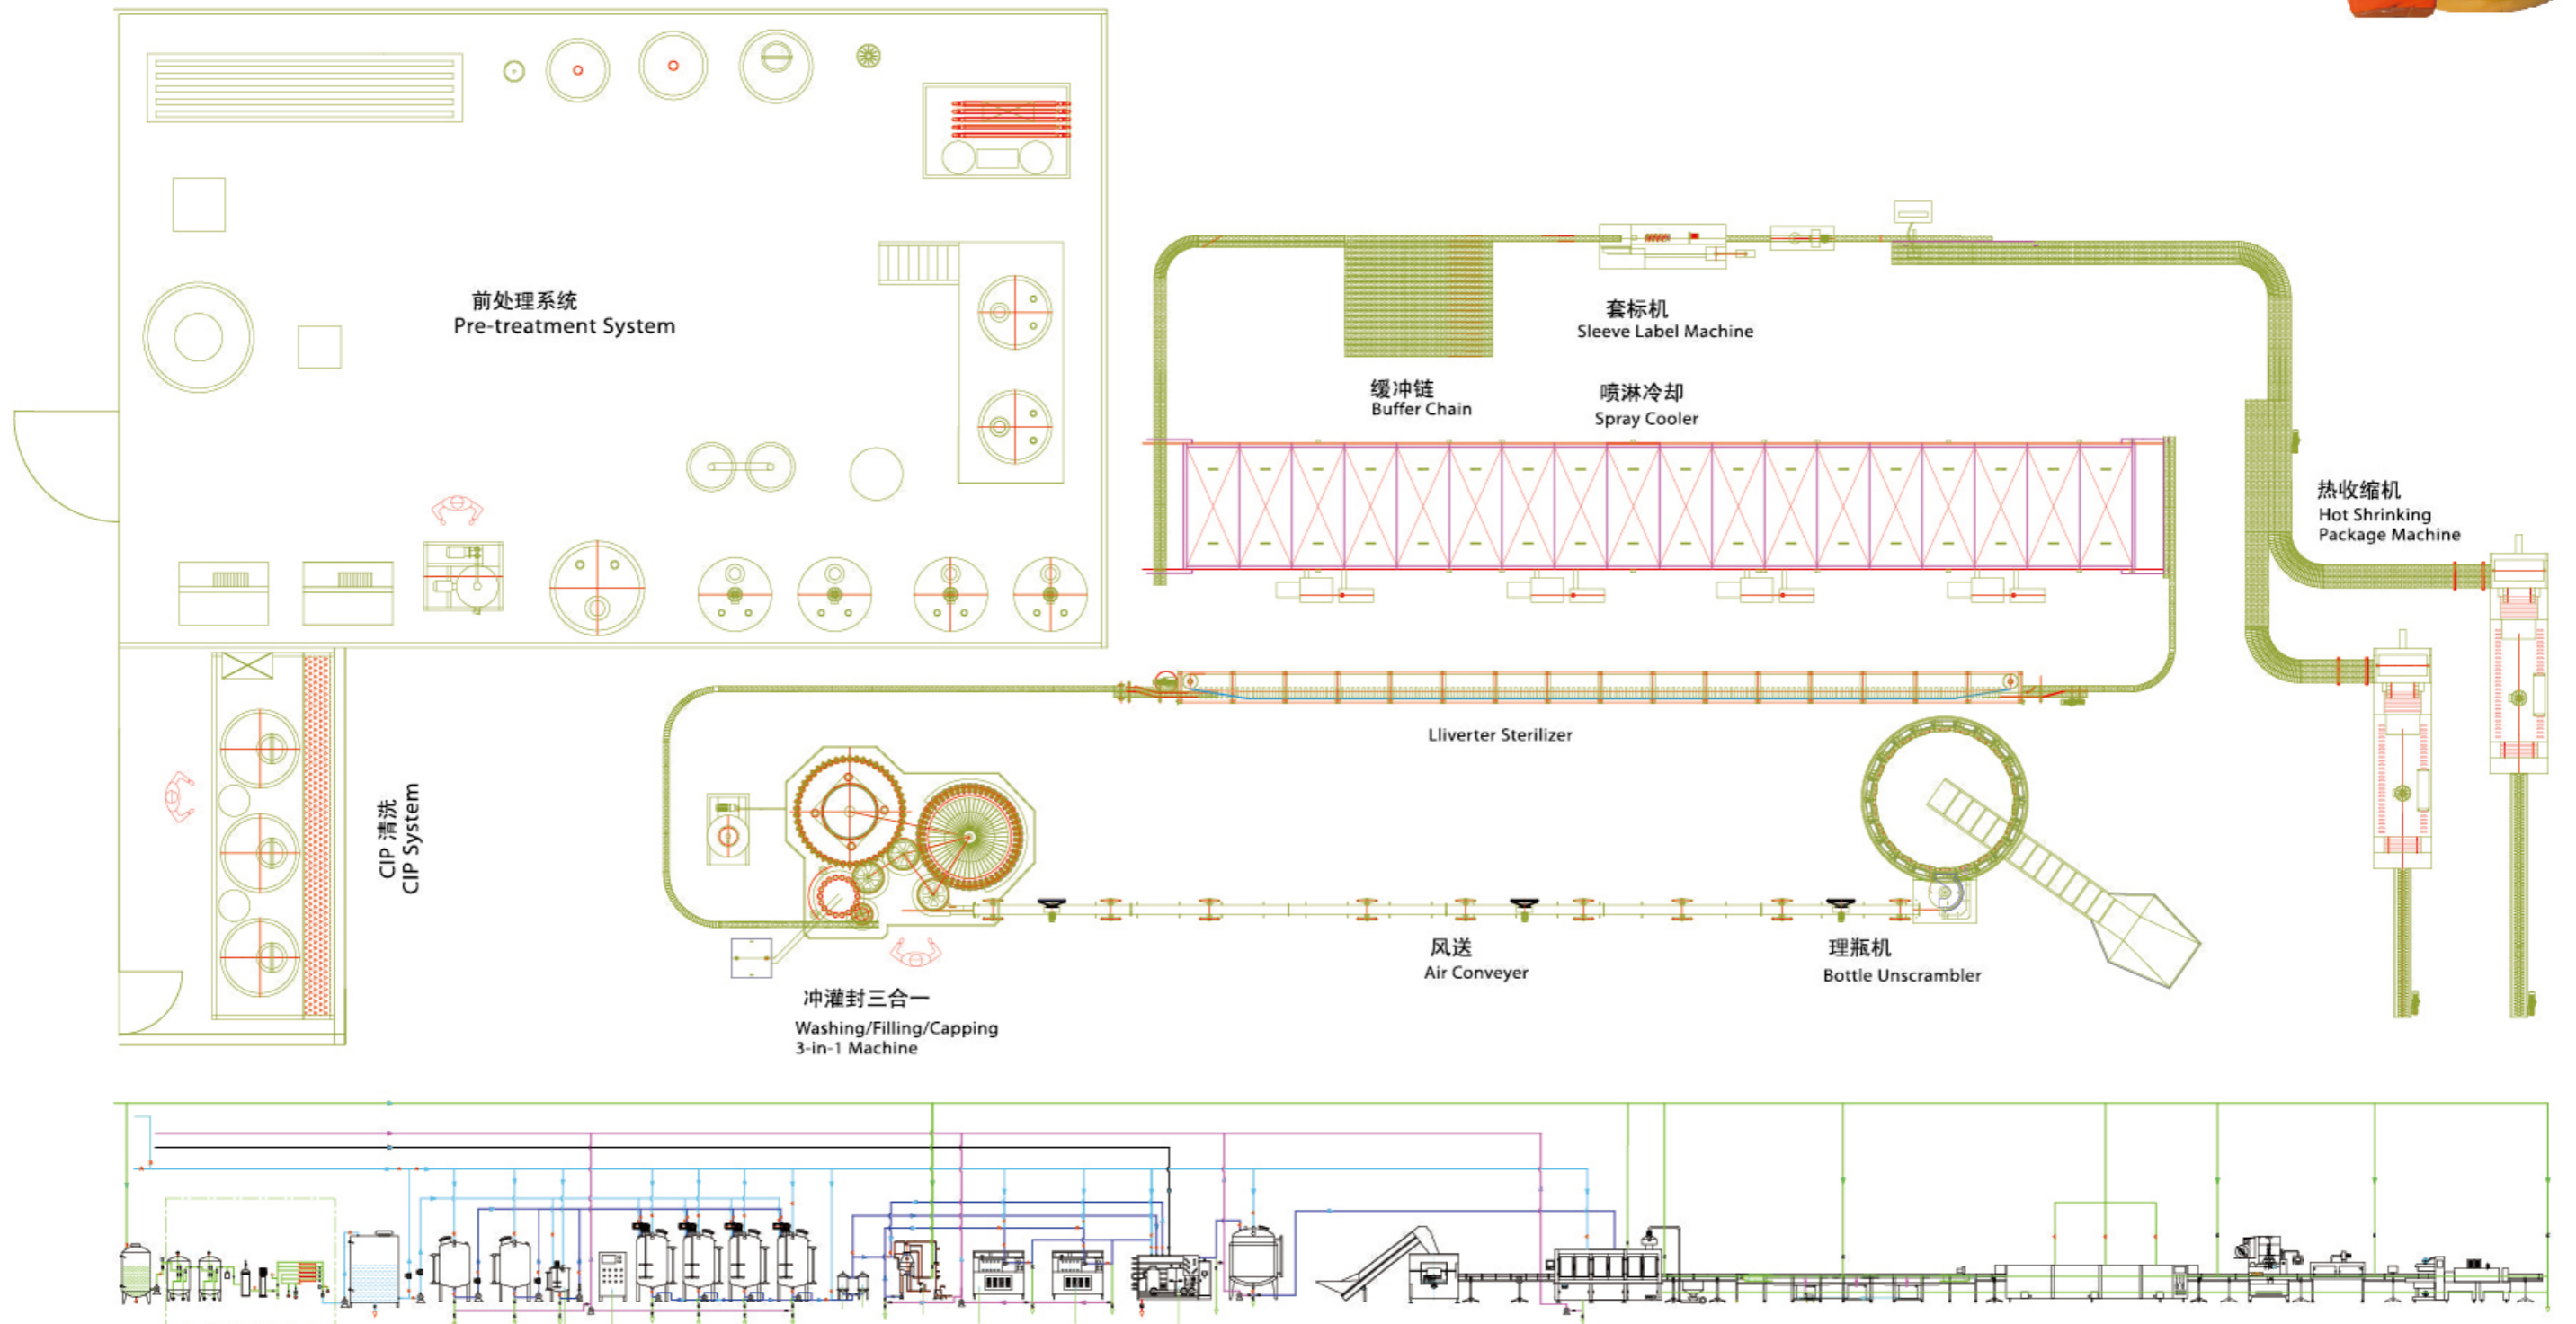 前处理系统
Pre-treatment System
套标机
Sleeve Label Machine
缓冲链
Buffer Chain
喷淋冷却
Spray Cooler
热收缩机
Hot Shrinking
Package Machine
Lliverter Sterilizer
CIP 清洗
CIP System
风送
Air Conveyer
理瓶机
Bottle Unscrambler
冲灌封三合一
Washing/Filling/Capping
3-in-1 Machine